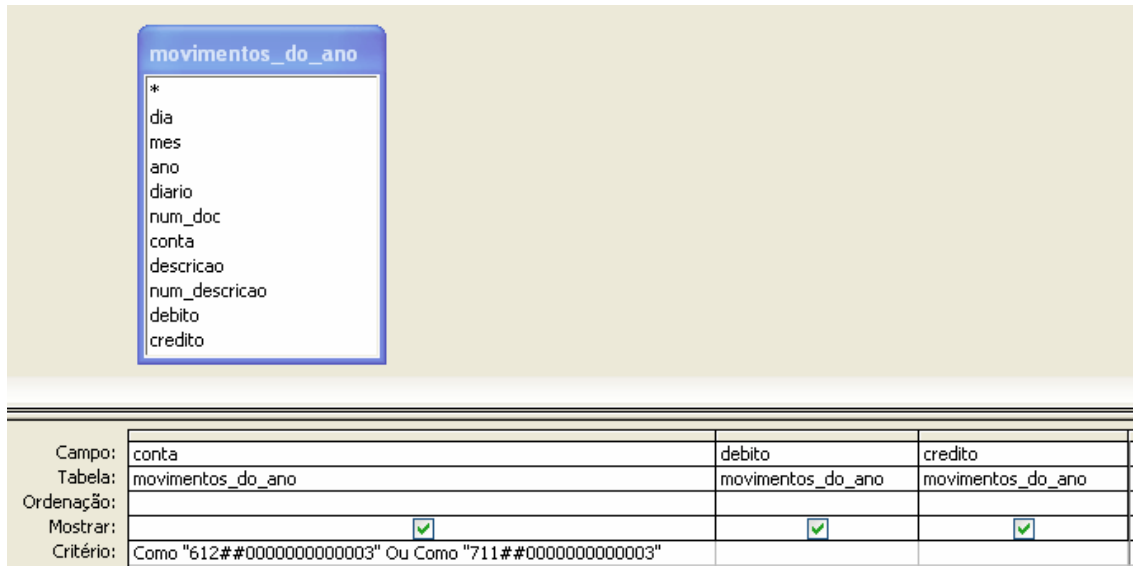 movimentos_do_ano
*
dia
mes
ano
diario
num_doc
conta
descricao
num_descricao
debito
credito
Campo: conta debito credito
Tabela: movimentos_do_ano movimentos_do_ano movimentos_do_ano
Ordenação:
Mostrar:
Critério: Como "612##0000000000003" Ou Como "711##0000000000003"